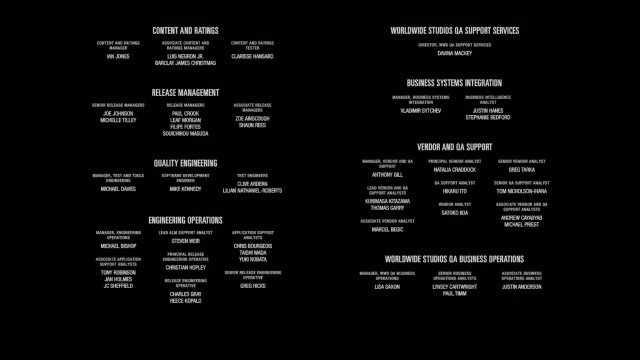 CONTENT AND RATINGS
CONTENT AND RATINGS
MANAGER
IAN JONES
ASSOCIATE CONTENT AND
RATINGS MANAGERS
LUIS NEGRON JR.
BARCLAY JAMES CHRISTMAS
CONTENT AND RATINGS
TESTER
CLARISSE HANSARD
RELEASE MANAGEMENT
SENIOR RELEASE MANAGERS
JOE JOHNSON
MICHELLE TILLEY
RELEASE MANAGERS
PAUL CROOK
LEAF MORGAN
FILIPE FORTES
SOUICHIROU MASUDA
ASSOCIATE RELEASE
MANAGERS
ZOE AINSCOUGH
SHAUN REES
QUALITY ENGINEERING
MANAGER, TEST AND TOOLS
ENGINEERING
MICHAEL DAVIES
SOFTWARE DEVELOPMENT
ENGINEER
MIKE KENNEDY
TEST ENGINEERS
CLIVE ARDERN
LILIAN NATHANIEL-ROBERTS
ENGINEERING OPERATIONS
MANAGER, ENGINEERING
OPERATIONS
MICHAEL BISHOP
ASSOCIATE APPLICATION
SUPPORT ANALYSTS
TONY ROBINSON
JAN HOLMES
JC SHEFFIELD
LEAD ALM SUPPORT ANALYST
STEVEN WEIR
PRINCIPAL RELEASE
ENGINEERING OPERATIVE
CHRISTIAN HOPLEY
RELEASE ENGINEERING
OPERATIVE
CHARLES GRAY
REECE KOPALD
APPLICATION SUPPORT
ANALYSTS
CHRIS BOURGEOIS
TAISHI WADA
YUKI NOBATA
SENIOR RELEASE ENGINEERING
OPERATIVE
GREG HICKS
WORLDWIDE STUDIOS QA SUPPORT SERVICES
DIRECTOR, WWS QA SUPPORT SERVICES
DAVINA MACKEY
BUSINESS SYSTEMS INTEGRATION
MANAGER, BUSINESS SYSTEMS
INTEGRATION
VLADIMIR SYTCHEV
BUSINESS INTELLIGENCE
ANALYST
JUSTIN HANES
STEPHANIE BEDFORD
VENDOR AND QA SUPPORT
MANAGER, VENDOR AND QA
SUPPORT
ANTHONY GILL
LEAD VENDOR AND QA SUPPORT
ANALYSTS
KUNIMASA KITAZAWA
THOMAS GARRY
ASSOCIATE VENDOR ANALYST
MARCEL BEGIC
PRINCIPAL VENDOR ANALYST
NATALIA CRADDOCK
QA SUPPORT ANALYST
HIKARU ITO
VENDOR ANALYST
SATOKO IIDA
SENIOR VENDOR ANALYST
GREG TARKA
SENIOR QA SUPPORT ANALYST
TOM NICHOLSON-INARA
ASSOCIATE QA SUPPORT
ANALYSTS
ANDREW CAYABYAB
MICHAEL PRIEST
WORLDWIDE STUDIOS QA BUSINESS OPERATIONS
MANAGER, WWS QA BUSINESS
OPERATIONS
LISA SAXON
SENIOR BUSINESS
OPERATIONS ANALYSTS
LYNSEY CARTWRIGHT
PAUL TIMM
ASSOCIATE BUSINESS
OPERATIONS ANALYST
JUSTIN ANDERSON